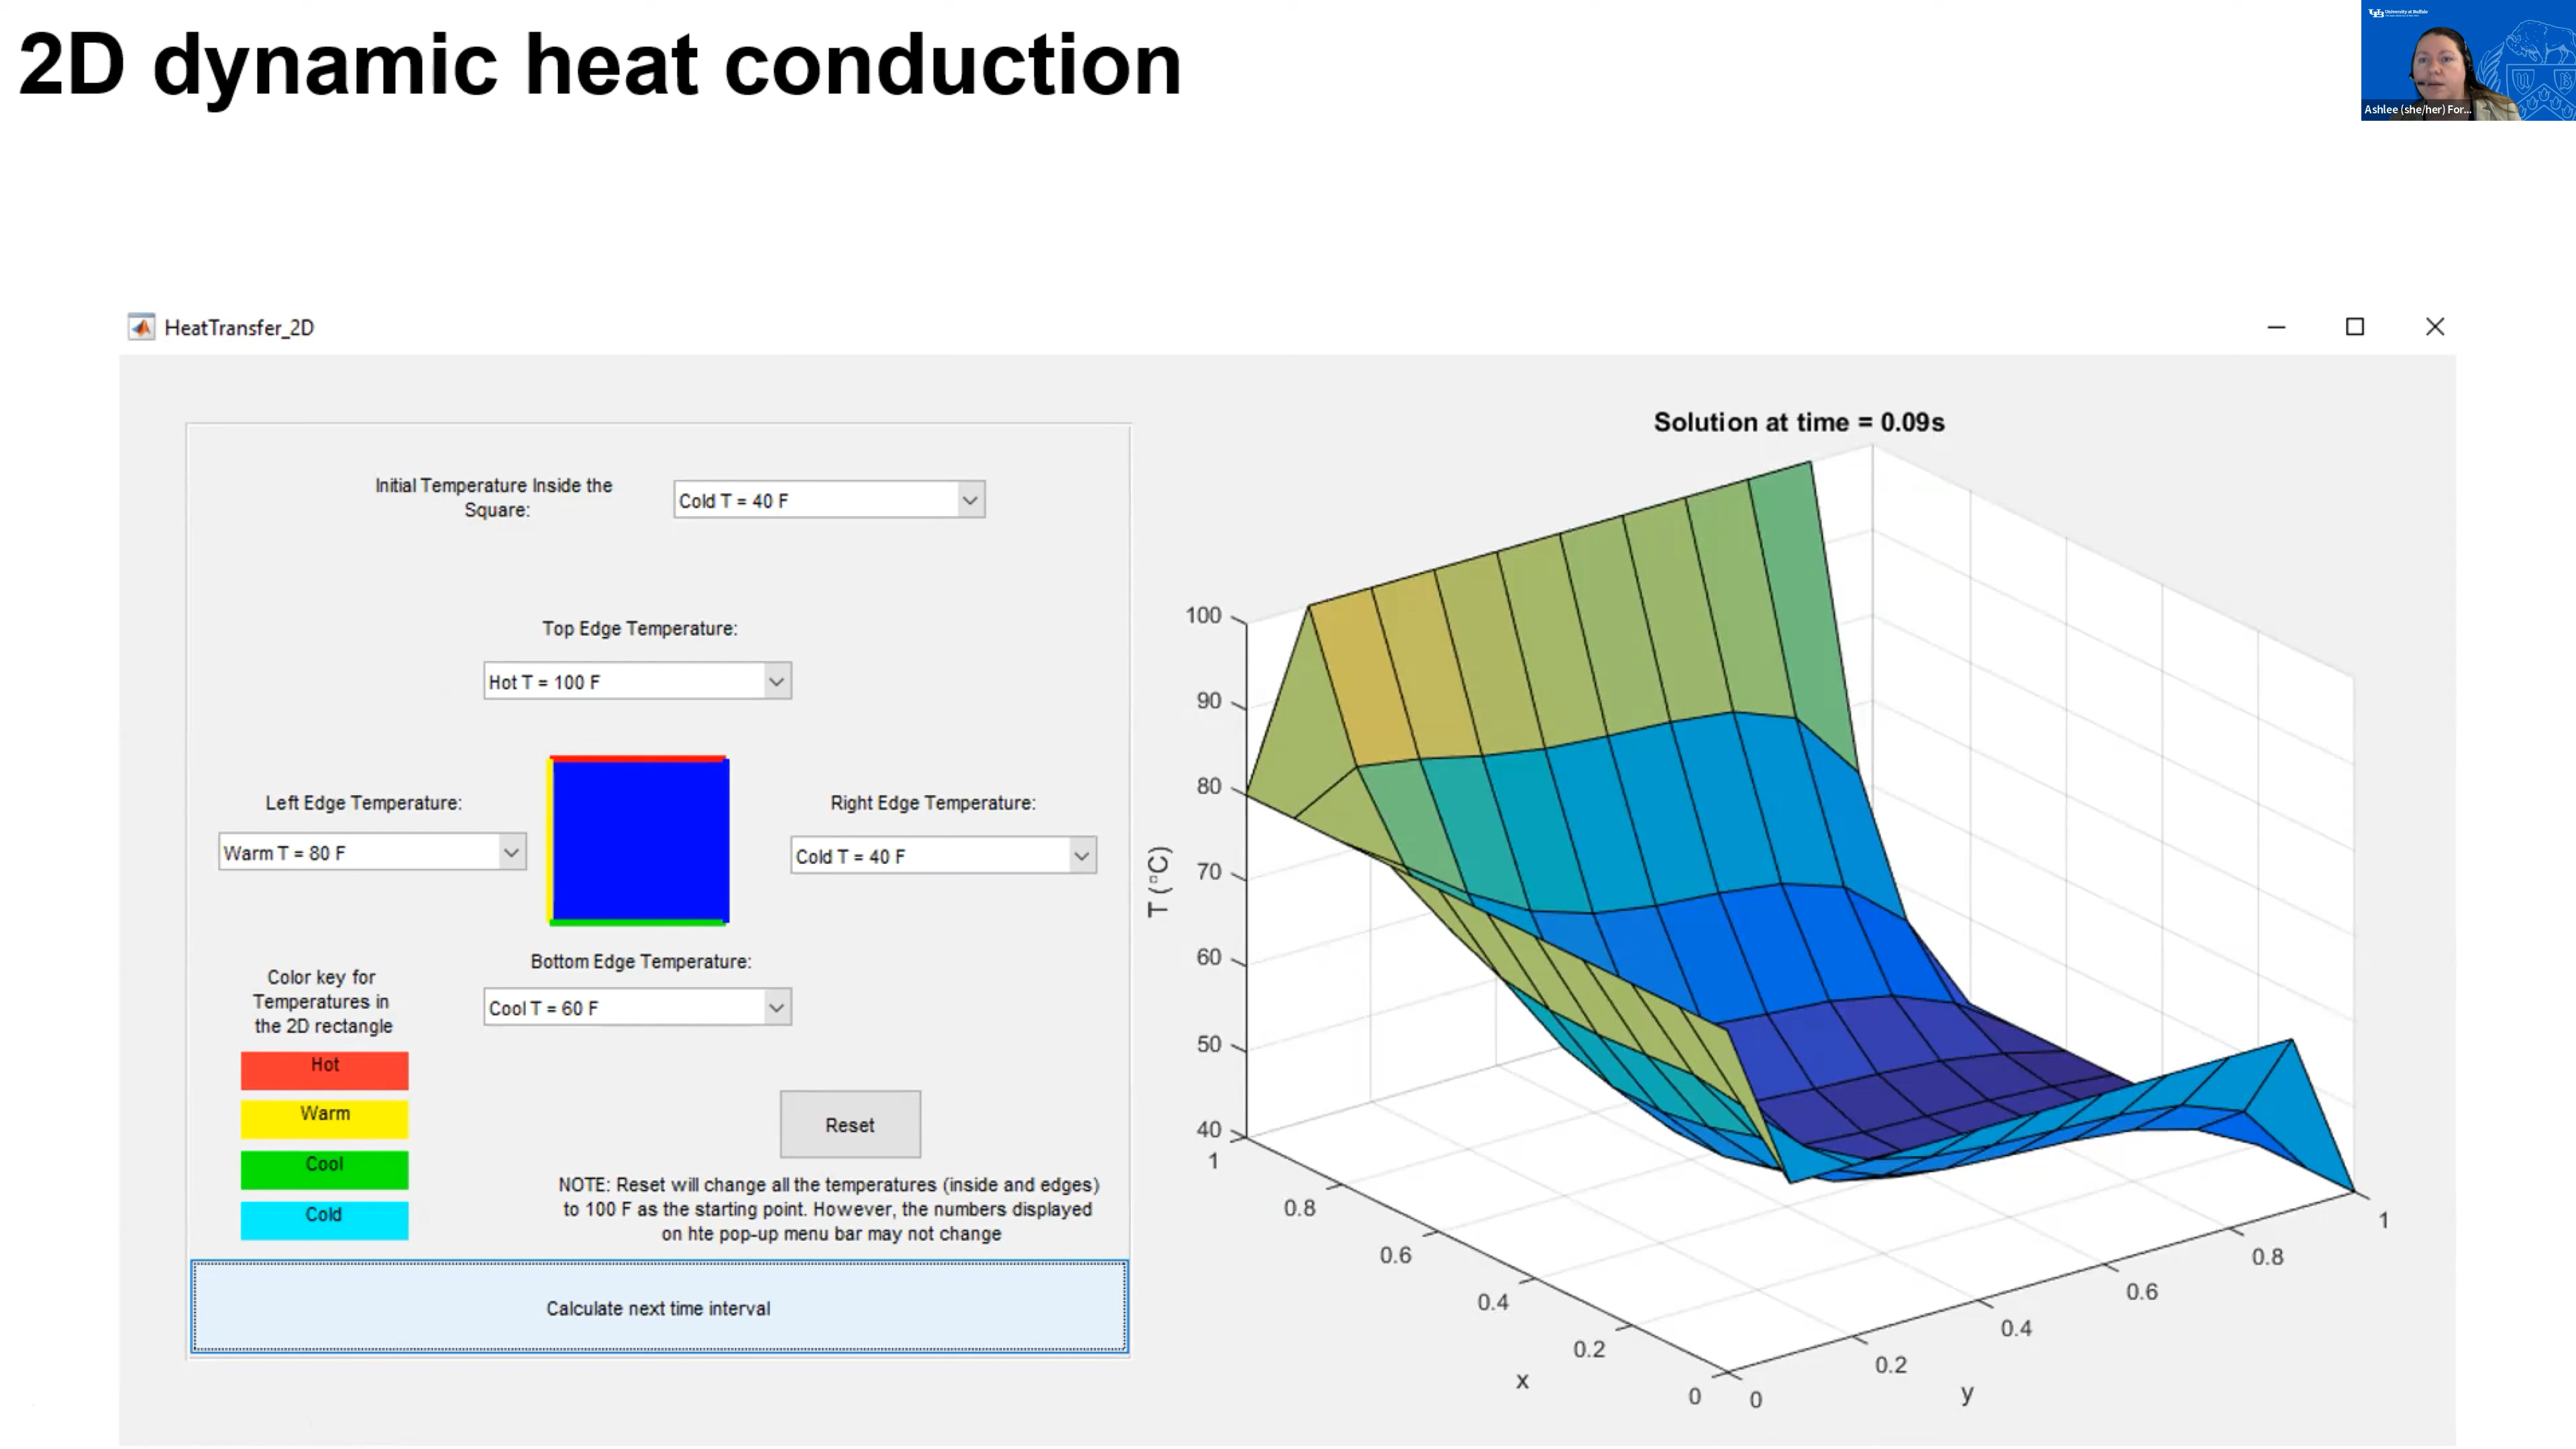 2D dynamic heat conduction
University at Buffalo
Ashlee (she/her) For...
HeatTransfer_2D
Initial Temperature Inside the
Square:
Cold T = 40 F
Top Edge Temperature:
Hot T = 100 F
Left Edge Temperature:
Warm T = 80 F
Right Edge Temperature:
Cold T = 40 F
Bottom Edge Temperature:
Cool T = 60 F
Color key for
Temperatures in
the 2D rectangle
Hot
Warm
Cool
Cold
Reset
NOTE: Reset will change all the temperatures (inside and edges)
to 100 F as the starting point. However, the numbers displayed
on hte pop-up menu bar may not change
Calculate next time interval
Solution at time = 0.09s
T (°C)
100
90
80
70
60
50
40
1
0.8
0.6
0.4
0.2
0
x
0
0.2
0.4
0.6
0.8
1
y